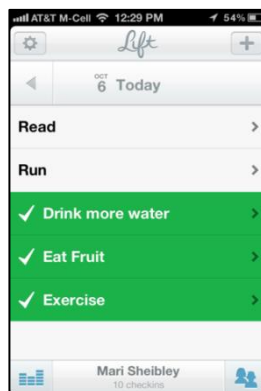 AT&T M-Cell 12:29 PM 54%
Lift
OCT
6 Today
Read
Run
Drink more water
Eat Fruit
Exercise
Mari Sheibley
10 checkins